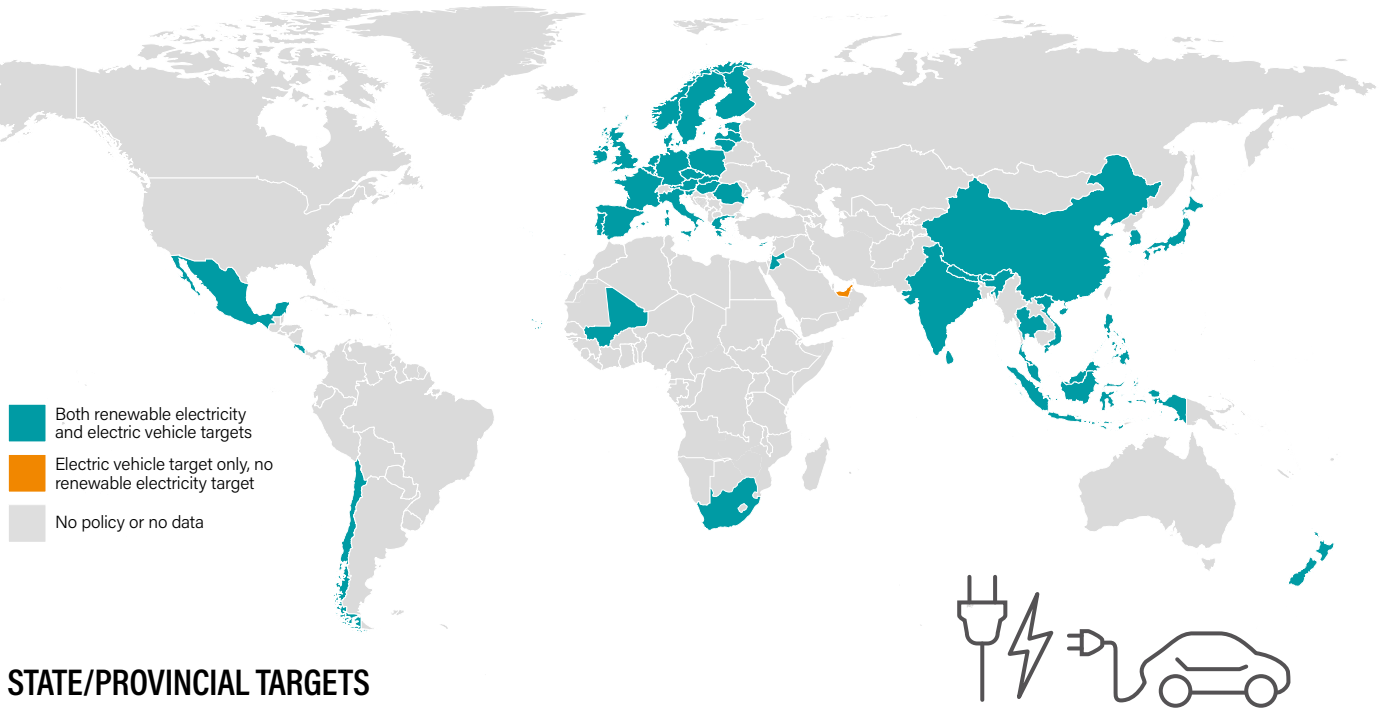 Both renewable electricity
and electric vehicle targets
Electric vehicle target only, no
renewable electricity target
No policy or no data
STATE/PROVINCIAL TARGETS